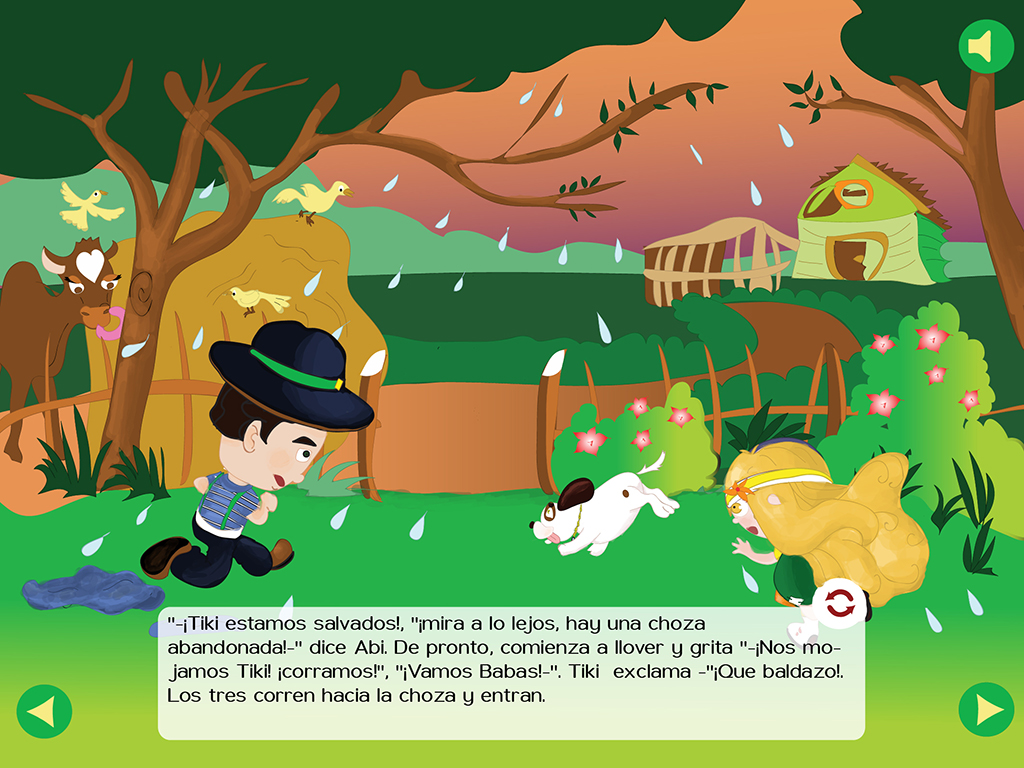 "-¡Tiki estamos salvados!, "¡mira a lo lejos, hay una choza
abandonada!-" dice Abi. De pronto, comienza a llover y grita "-¡Nos mo-
jamos Tiki! ¡corramos!", "¡Vamos Babas!-". Tiki  exclama -"¡Que baldazo!.
Los tres corren hacia la choza y entran.